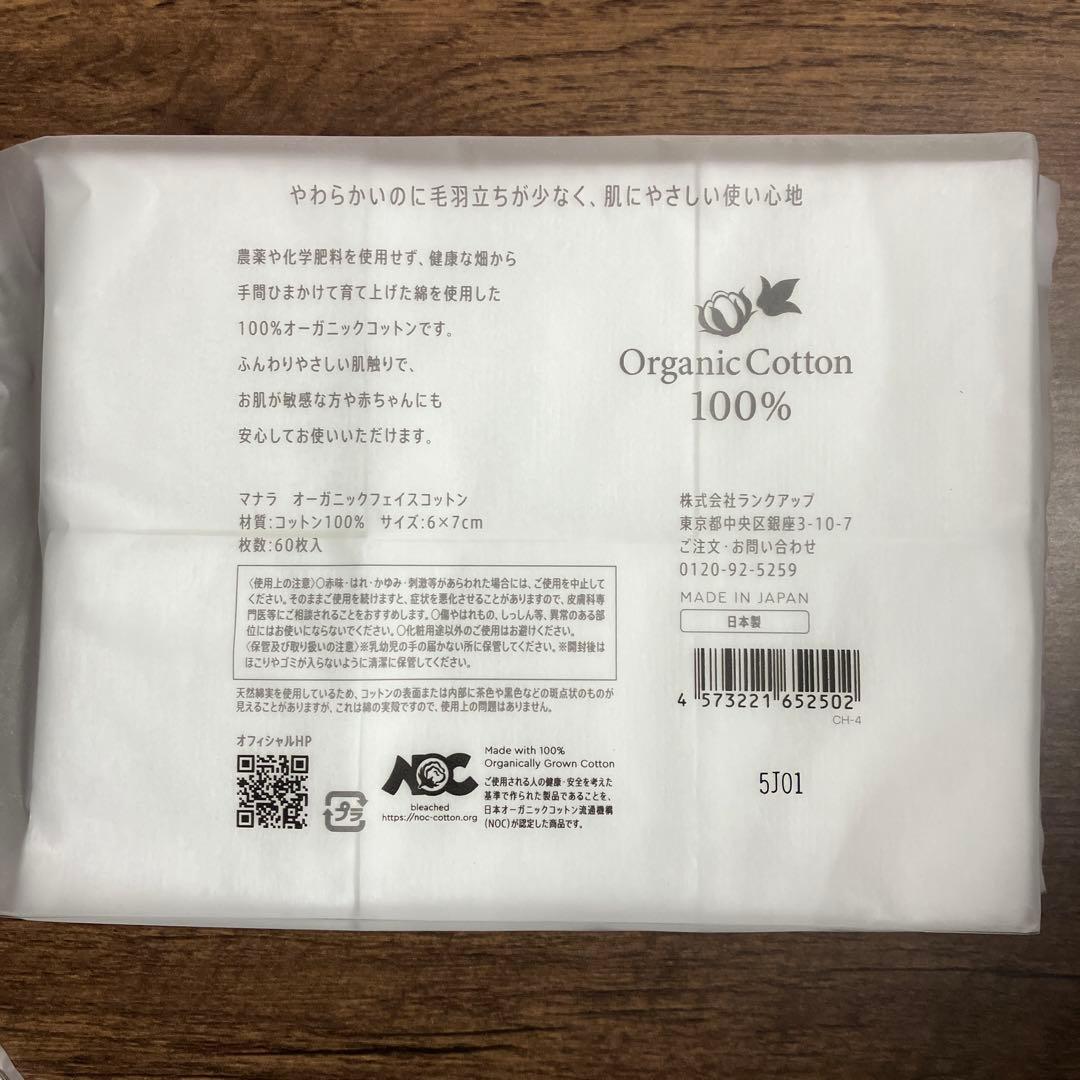 やわらかいのに毛羽立ちが少なく、肌にやさしい使い心地
農薬や化学肥料を使用せず、健康な畑から
手間ひまかけて育て上げた綿を使用した
100%オーガニックコットンです。
ふんわりやさしい肌触りで、
お肌が敏感な方や赤ちゃんにも
安心してお使いいただけます。
Organic Cotton
100%
マナラ　オーガニックフェイスコットン
材質:コットン100%　サイズ:6×7cm
枚数:60枚入
〈使用上の注意〉○赤味・はれ・かゆみ・刺激等があらわれた場合には、ご使用を中止して
ください。そのままご使用を続けますと、症状を悪化させることがありますので、皮膚科専
門医等にご相談されることをおすすめします。○傷やはれもの、しっしん等、異常のある部
位にはお使いにならないでください。○化粧用途以外のご使用はお避けください。
〈保管及び取り扱いの注意〉※乳幼児の手の届かない所に保管してください。※開封後は
ほこりやゴミが入らないように清潔に保管してください。
天然綿実を使用しているため、コットンの表面または内部に茶色や黒色などの斑点状のものが
見えることがありますが、これは綿の実殻ですので、使用上の問題はありません。
オフィシャルHP
プラ
NOC
bleached
https://noc-cotton.org
Made with 100%
Organically Grown Cotton
ご使用される人の健康・安全を考えた
基準で作られた製品であることを、
日本オーガニックコットン流通機構
(NOC)が認定した商品です。
株式会社ランクアップ
東京都中央区銀座3-10-7
ご注文・お問い合わせ
0120-92-5259
MADE IN JAPAN
日本製
4 573221 652502
CH-4
5J01